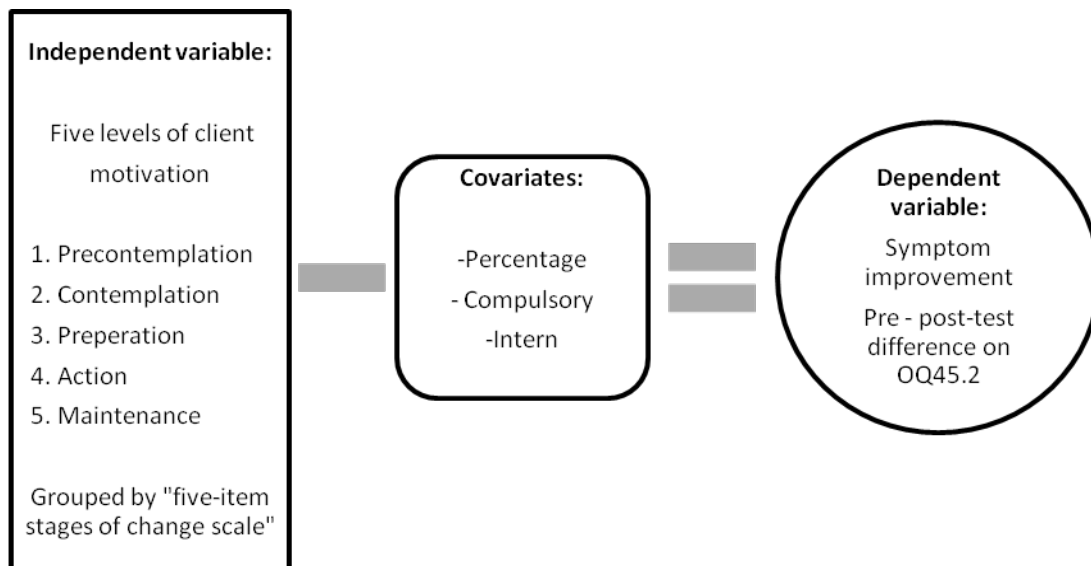 Independent variable:
Five levels of client
motivation
1. Precontemplation
2. Contemplation
3. Preperation
4. Action
5. Maintenance
Grouped by "five-item
stages of change scale"
Covariates:
-Percentage
- Compulsory
-Intern
Dependent
variable:
Symptom
improvement
Pre - post-test
difference on
OQ45.2